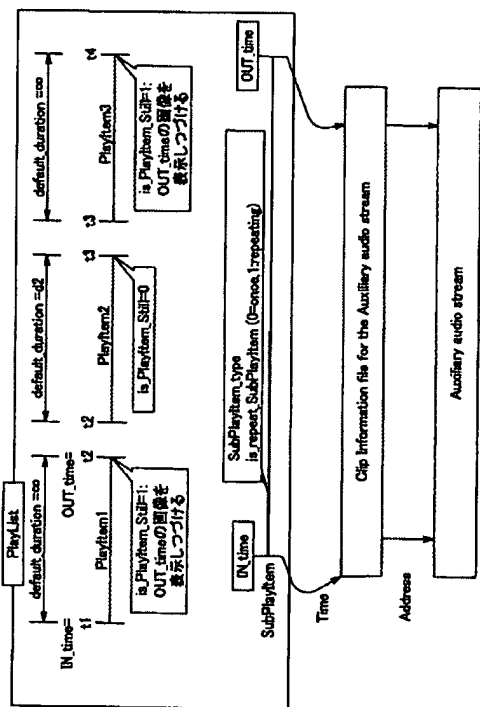 PlayList
default_duration =∞
default_duration =d2
default_duration =∞
IN_time=
t1
OUT_time=
t2
t2
t3
t3
t4
PlayItem1
PlayItem2
PlayItem3
is_PlayItem_Still=1:
OUT_timeの画像を
表示しつづける
is_PlayItem_Still=0
is_PlayItem_Still=1:
OUT_timeの画像を
表示しつづける
SubPlayItem_type
is_repeat_SubPlayItem (0=once,1:repeating)
IN_time
OUT_time
SubPlayItem
Time
Clip Information file for the Auxiliary audio stream
Address
Auxiliary audio stream